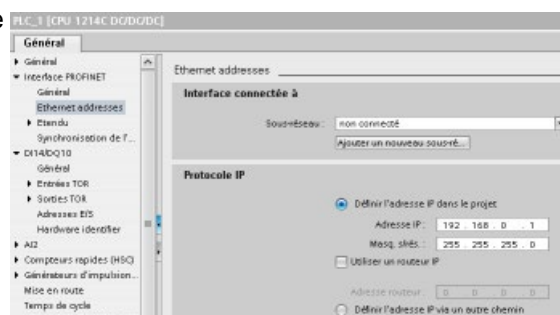 e
PLC_1 [CPU 1214C DC/DC/DC]
Général
Général
Interface PROFINET
Général
Ethernet addresses
Etendu
Synchronisation de l'...
DI14/DQ10
Général
Entrées TOR
Sorties TOR
Adresses E/S
Hardware identifier
AI2
Compteurs rapides (HSC)
Générateurs d'impulsion...
Mise en route
Temps de cycle
Ethernet addresses
Interface connectée à
Sous-réseau : non connecté
Ajouter un nouveau sous-ré...
Protocole IP
Définir l'adresse IP dans le projet
Adresse IP : 192 . 168 . 0 . 1
Masq. s/rés. : 255 . 255 . 255 . 0
Utiliser un routeur IP
Adresse routeur : 0 . 0 . 0 . 0
Définir l'adresse IP via un autre chemin